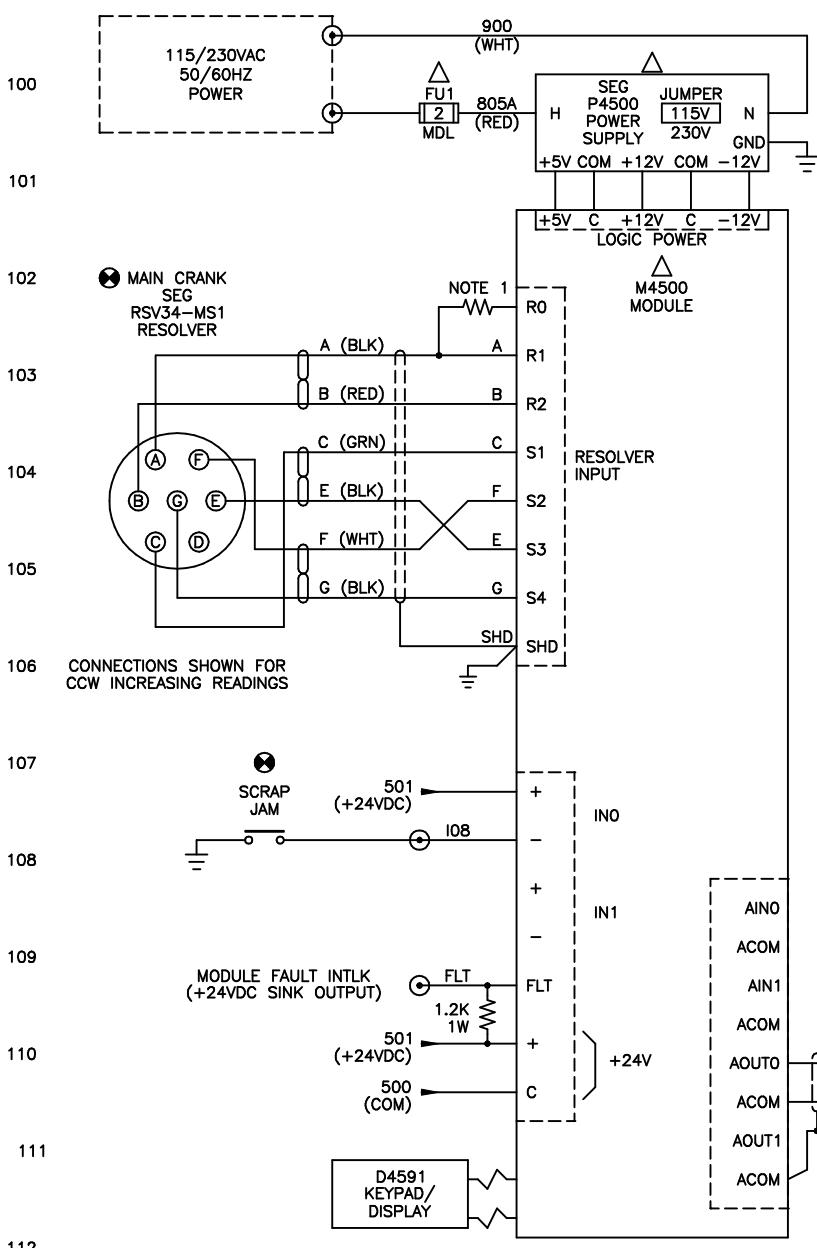 900
(WHT)
115/230VAC
50/60HZ
POWER
100
FU1
2
MDL
805A
(RED)
SEG
P4500
POWER
SUPPLY
JUMPER
115V
230V
H
N
GND
+5V COM +12V COM -12V
101
+5V C +12V C -12V
LOGIC POWER
102
MAIN CRANK
SEG
RSV34-MS1
RESOLVER
NOTE 1
R0
M4500
MODULE
A (BLK) A R1
103
B (RED) B R2
C (GRN) C S1
RESOLVER
INPUT
104
A F
B G E
C D
E (BLK) F S2
F (WHT) E S3
105
G (BLK) G S4
SHD SHD
106
CONNECTIONS SHOWN FOR
CCW INCREASING READINGS
107
SCRAP
JAM
501
(+24VDC)
+
IN0
I08
-
108
+
IN1
-
AIN0
ACOM
109
MODULE FAULT INTLK
(+24VDC SINK OUTPUT)
FLT
FLT
AIN1
1.2K
1W
ACOM
110
501
(+24VDC)
+
+24V
AOUT0
500
(COM)
C
ACOM
AOUT1
111
D4591
KEYPAD/
DISPLAY
ACOM
112